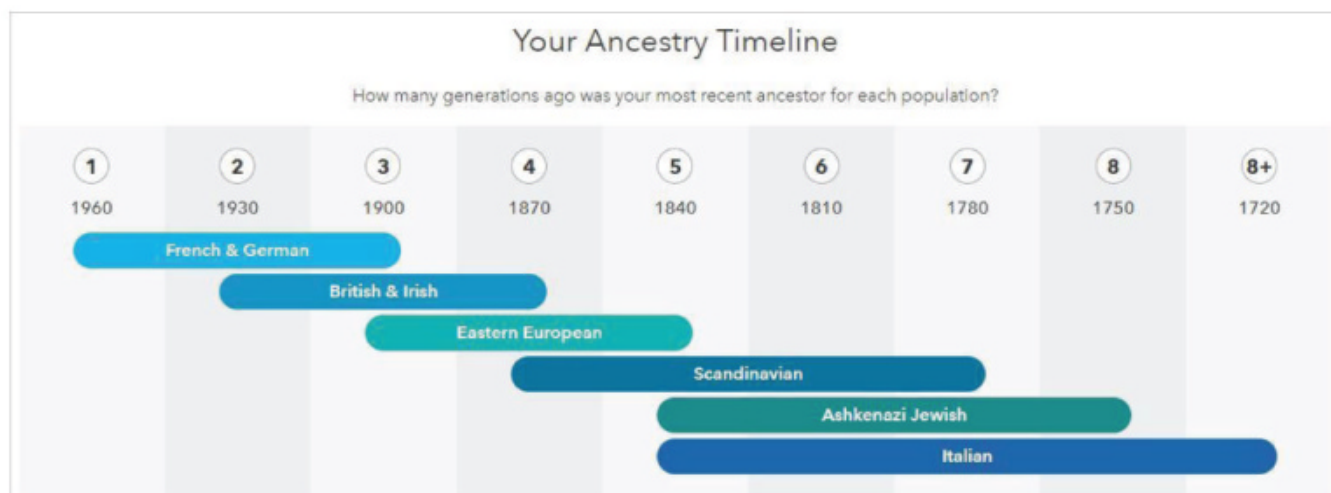 Your Ancestry Timeline
How many generations ago was your most recent ancestor for each population?
1 2 3 4 5 6 7 8 8+
1960 1930 1900 1870 1840 1810 1780 1750 1720
French & German
British & Irish
Eastern European
Scandinavian
Ashkenazi Jewish
Italian